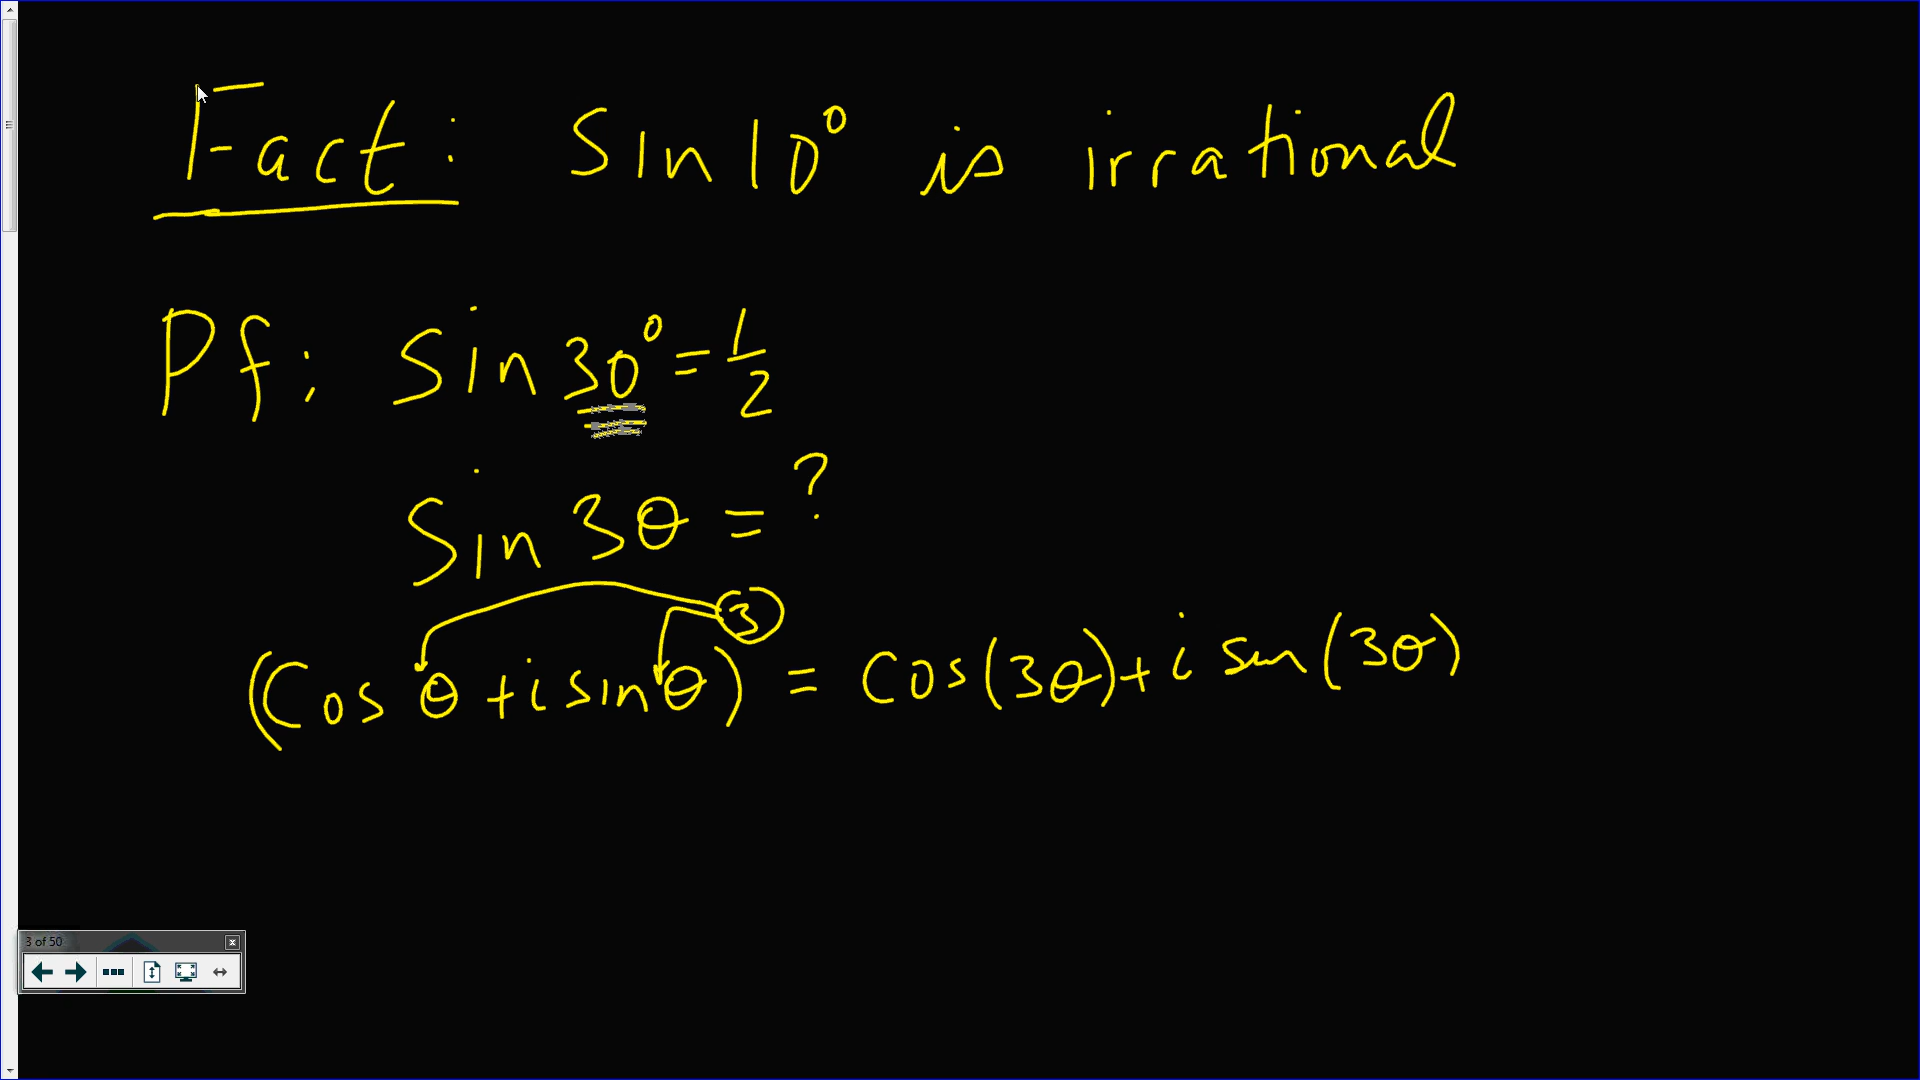 Fact: Sin 10° is irrational
Pf: Sin 30° = 1/2
Sin 3θ = ?
(Cos θ + i sin θ)³ = Cos(3θ) + i sin(3θ)
3 of 50